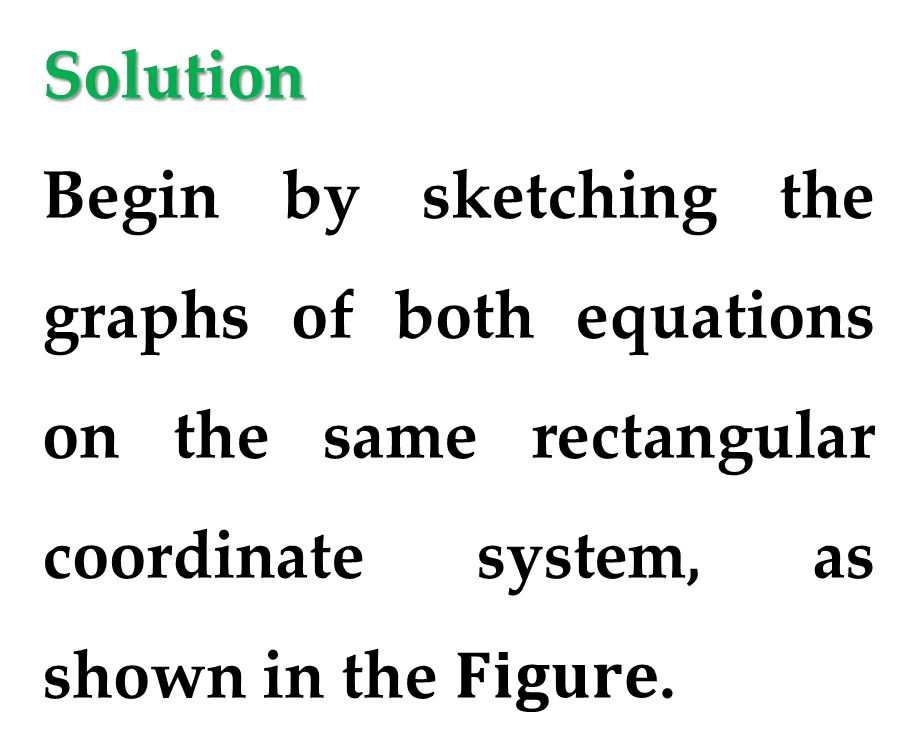 Solution
Begin by sketching the
graphs of both equations
on the same rectangular
coordinate system, as
shown in the Figure.